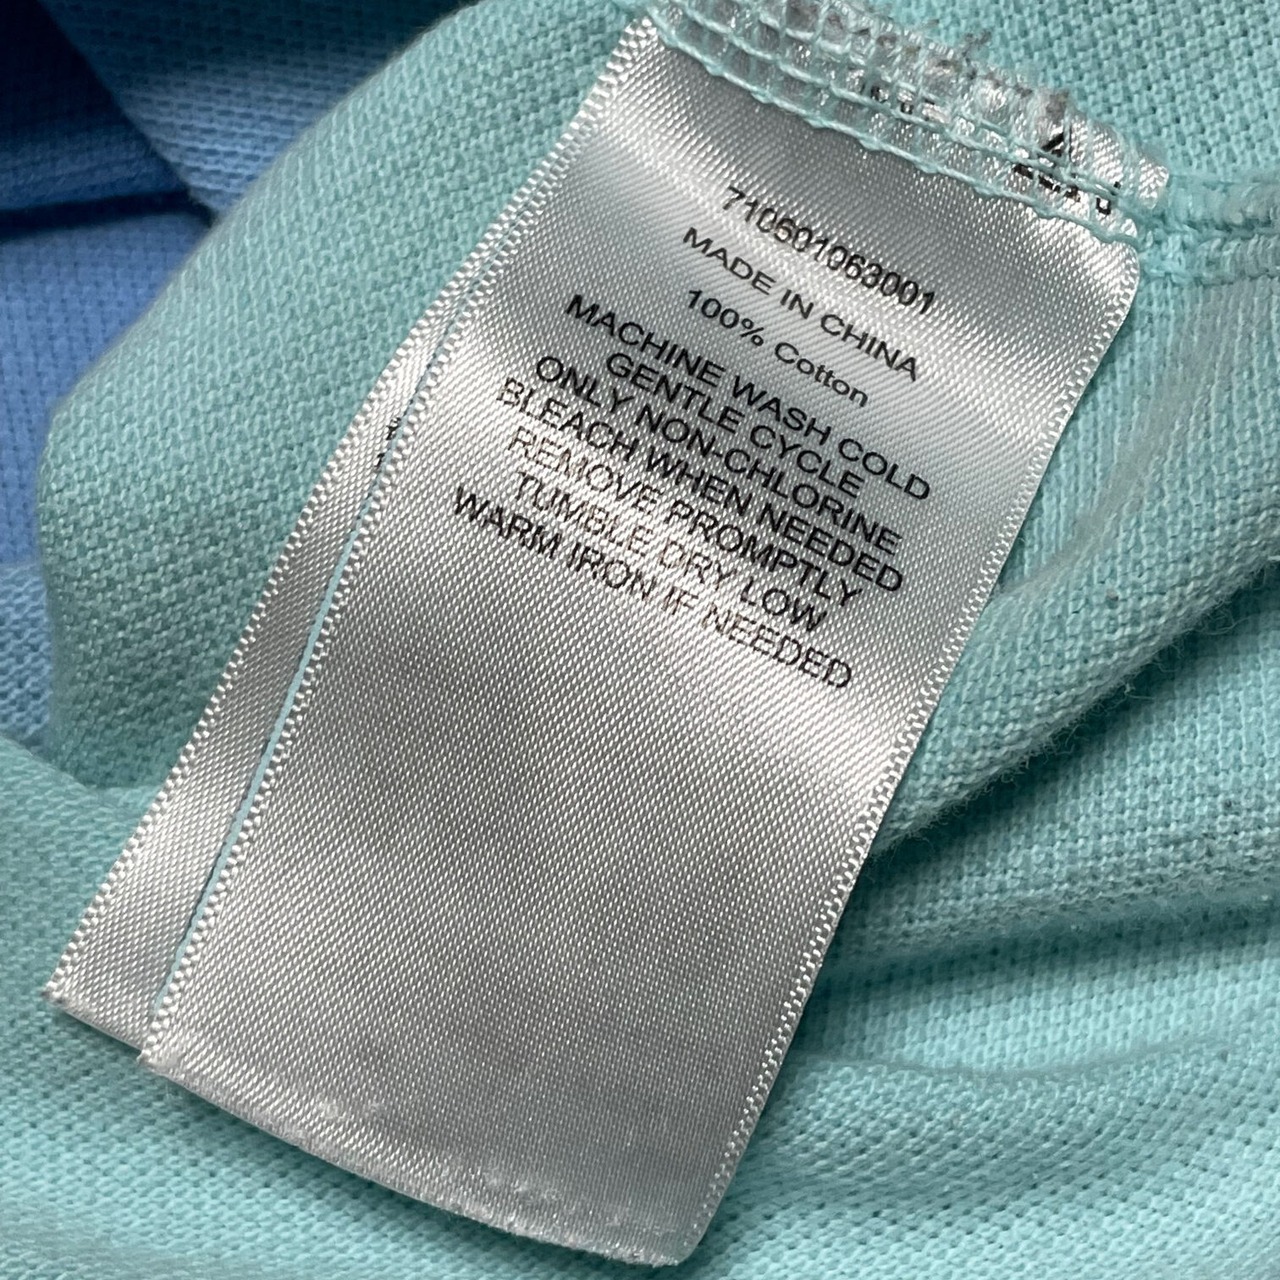 710601063001
MADE IN CHINA
100% Cotton
MACHINE WASH COLD
GENTLE CYCLE
ONLY NON-CHLORINE
BLEACH WHEN NEEDED
REMOVE PROMPTLY
TUMBLE DRY LOW
WARM IRON IF NEEDED